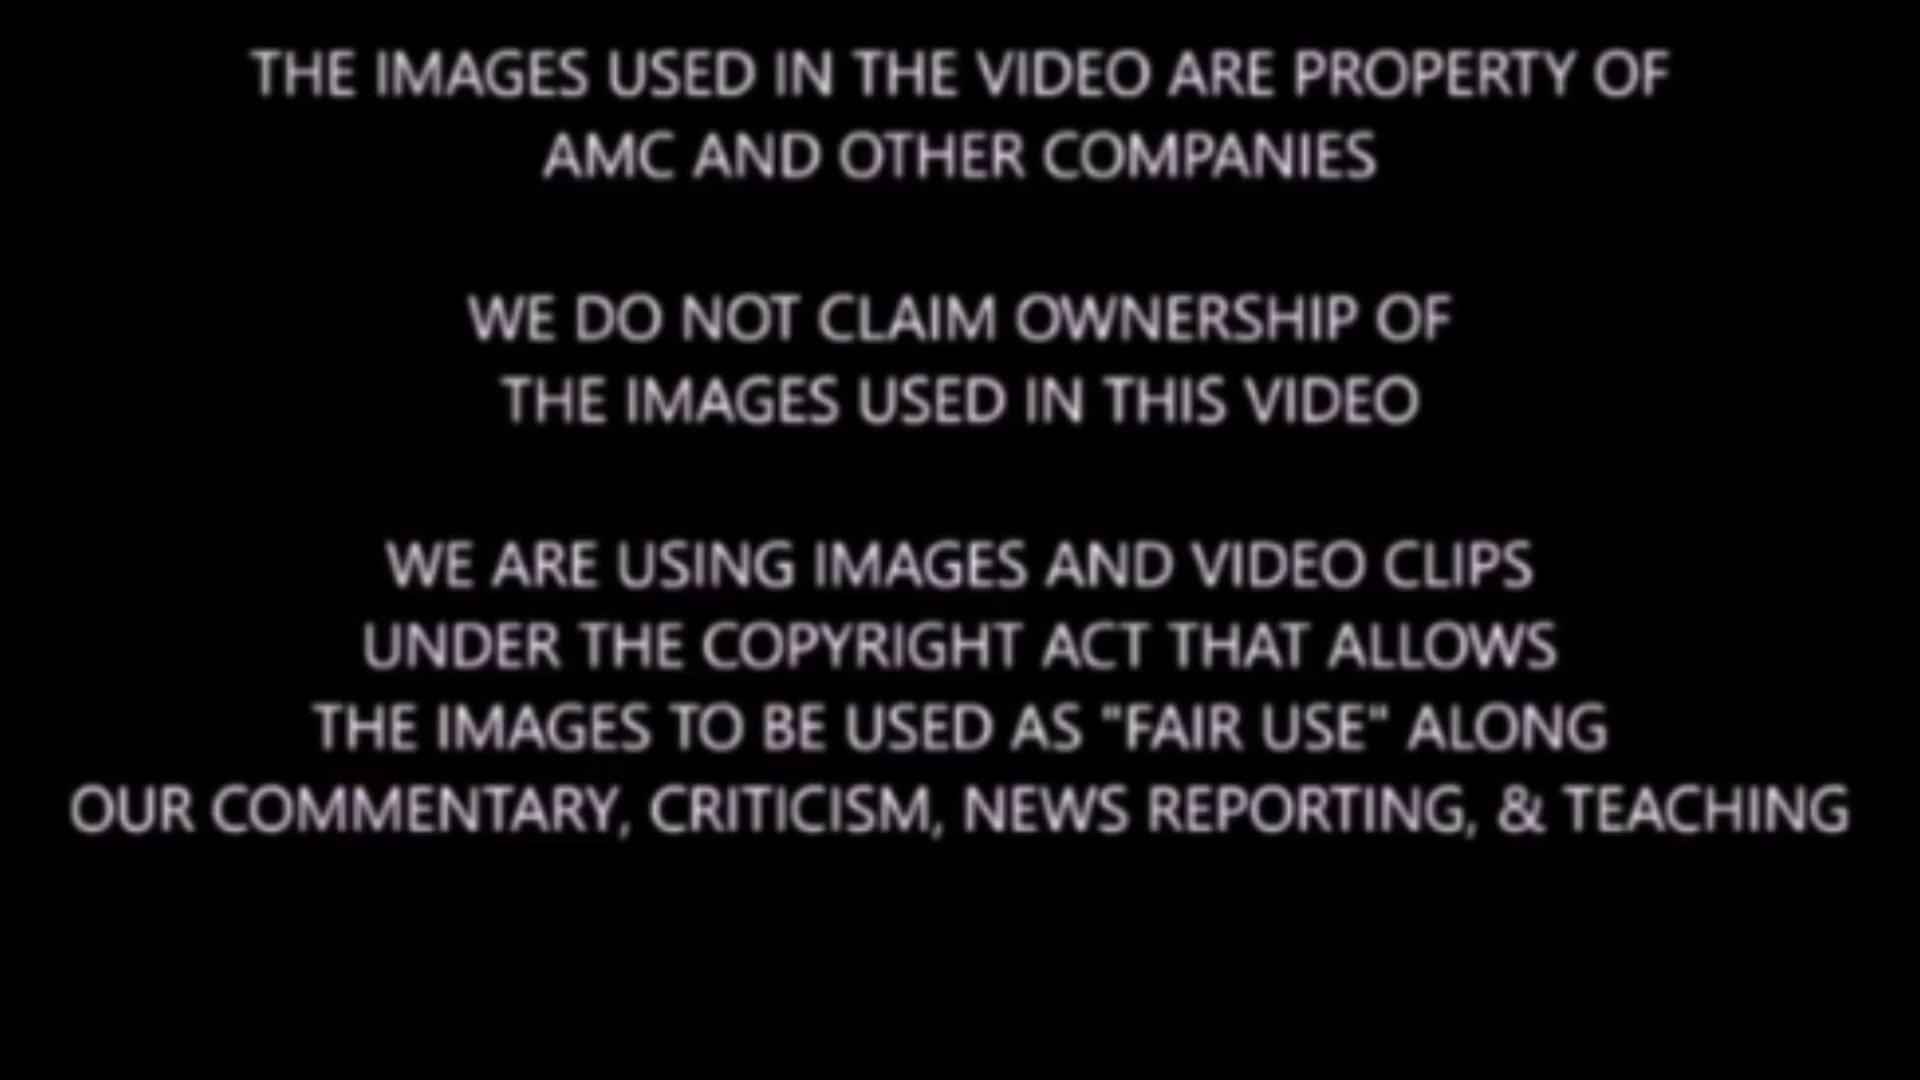 THE IMAGES USED IN THE VIDEO ARE PROPERTY OF
AMC AND OTHER COMPANIES
WE DO NOT CLAIM OWNERSHIP OF
THE IMAGES USED IN THIS VIDEO
WE ARE USING IMAGES AND VIDEO CLIPS
UNDER THE COPYRIGHT ACT THAT ALLOWS
THE IMAGES TO BE USED AS "FAIR USE" ALONG
OUR COMMENTARY, CRITICISM, NEWS REPORTING, & TEACHING